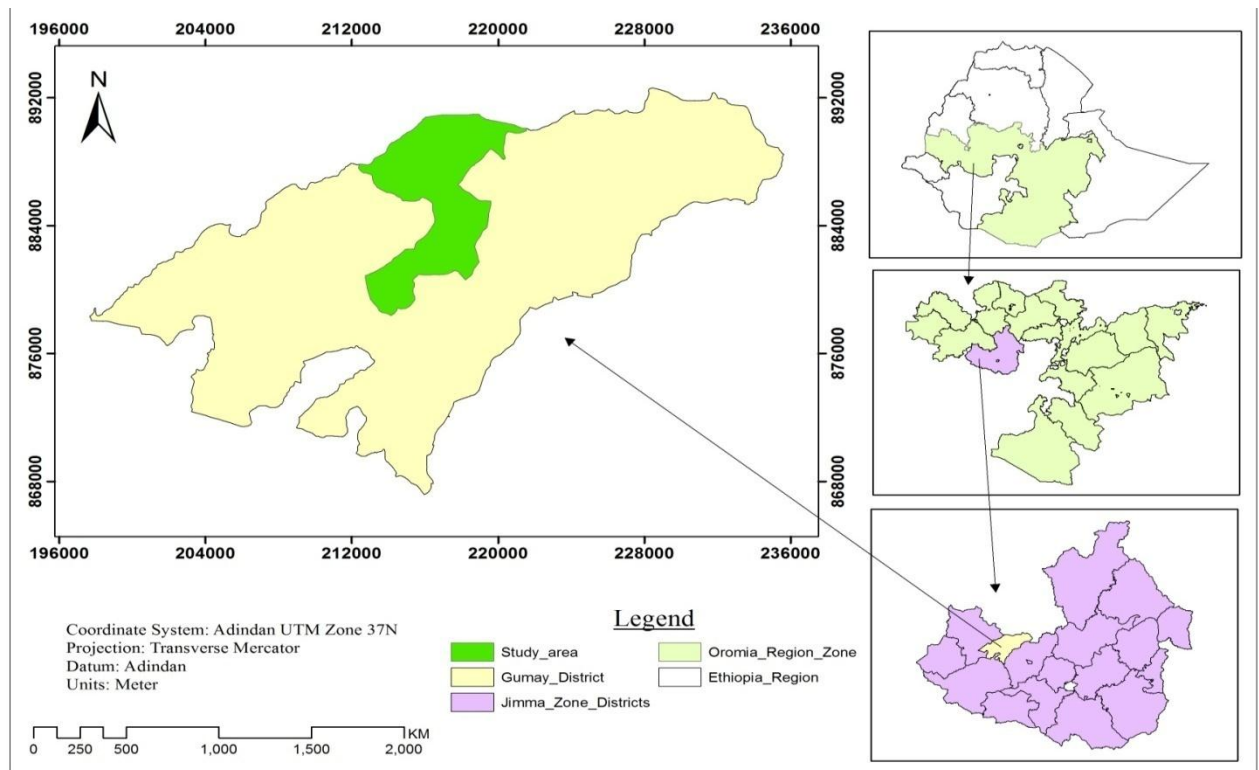 196000 204000 212000 220000 228000 236000
N
892000
884000
876000
868000
892000
884000
876000
868000
196000 204000 212000 220000 228000 236000
Coordinate System: Adindan UTM Zone 37N
Projection: Transverse Mercator
Datum: Adindan
Units: Meter
0 250 500 1,000 1,500 2,000 KM
Legend
Study_area
Gumay_District
Jimma_Zone_Districts
Oromia_Region_Zone
Ethiopia_Region